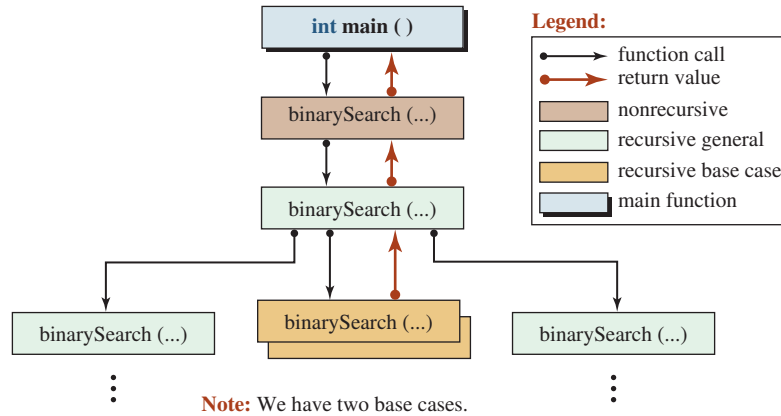 int main ( )
Legend:
function call
return value
nonrecursive
recursive general
recursive base case
main function
binarySearch (...)
binarySearch (...)
binarySearch (...)
binarySearch (...)
binarySearch (...)
Note: We have two base cases.